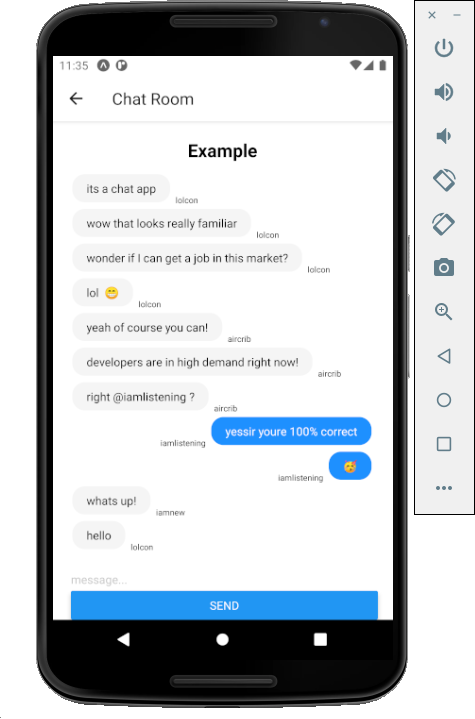 11:35
Chat Room
Example
its a chat app
lolcon
wow that looks really familiar
lolcon
wonder if I can get a job in this market?
lolcon
lol 😁
lolcon
yeah of course you can!
aircrib
developers are in high demand right now!
aircrib
right @iamlistening ?
aircrib
yessir youre 100% correct
iamlistening
🥳
iamlistening
whats up!
iamnew
hello
lolcon
message...
SEND